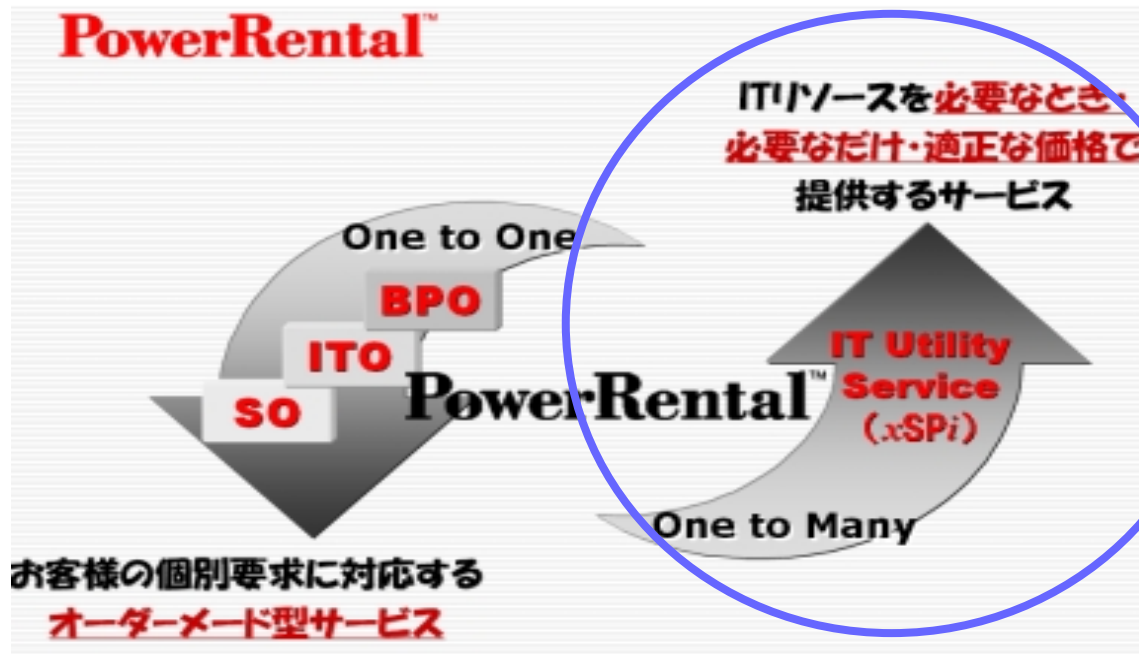 PowerRental™
ITリソースを必要なとき・
必要なだけ・適正な価格で
提供するサービス
One to One
BPO
ITO
SO
PowerRental™
IT Utility
Service
(xSPi)
One to Many
お客様の個別要求に対応する
オーダーメード型サービス